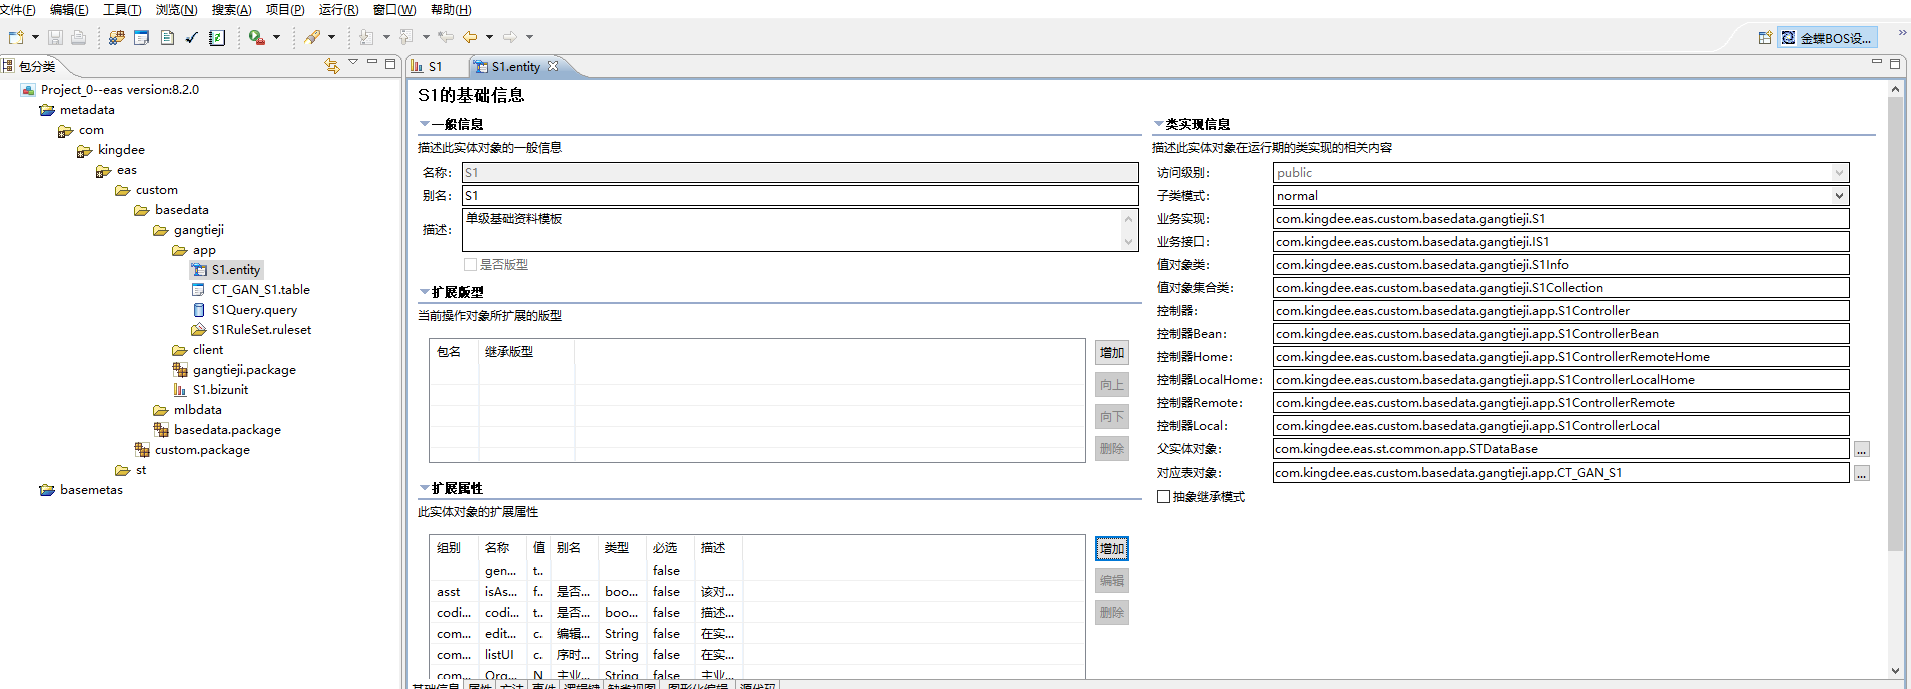 文件(F) 编辑(E) 工具(T) 浏览(N) 搜索(A) 项目(P) 运行(R) 窗口(W) 帮助(H)
金蝶BOS设...
包分类
Project_0--eas version:8.2.0
metadata
com
kingdee
eas
custom
basedata
gangtieji
app
S1.entity
CT_GAN_S1.table
S1Query.query
S1RuleSet.ruleset
client
gangtieji.package
S1.bizunit
mlbdata
basedata.package
custom.package
st
basemetas
S1 S1.entity
S1的基础信息
一般信息
描述此实体对象的一般信息
名称: S1
别名: S1
描述: 单级基础资料模板
是否版型
扩展版型
当前操作对象所扩展的版型
包名 继承版型
增加
向上
向下
删除
扩展属性
此实体对象的扩展属性
组别 名称 值 别名 类型 必选 描述
gen... t.. false
asst isAs... f.. 是否... boo... false 该对...
codi... codi... t.. 是否... boo... false 描述...
com... edit... c. 编辑... String false 在实...
com... listUI c. 序时... String false 在实...
com... Org... N 主业... String false 主业...
增加
编辑
删除
类实现信息
描述此实体对象在运行期的类实现的相关内容
访问级别: public
子类模式: normal
业务实现: com.kingdee.eas.custom.basedata.gangtieji.S1
业务接口: com.kingdee.eas.custom.basedata.gangtieji.IS1
值对象类: com.kingdee.eas.custom.basedata.gangtieji.S1Info
值对象集合类: com.kingdee.eas.custom.basedata.gangtieji.S1Collection
控制器: com.kingdee.eas.custom.basedata.gangtieji.app.S1Controller
控制器Bean: com.kingdee.eas.custom.basedata.gangtieji.app.S1ControllerBean
控制器Home: com.kingdee.eas.custom.basedata.gangtieji.app.S1ControllerRemoteHome
控制器LocalHome: com.kingdee.eas.custom.basedata.gangtieji.app.S1ControllerLocalHome
控制器Remote: com.kingdee.eas.custom.basedata.gangtieji.app.S1ControllerRemote
控制器Local: com.kingdee.eas.custom.basedata.gangtieji.app.S1ControllerLocal
父实体对象: com.kingdee.eas.st.common.app.STDataBase ...
对应表对象: com.kingdee.eas.custom.basedata.gangtieji.app.CT_GAN_S1 ...
抽象继承模式
基础信息 属性 方法 事件 逻辑键 缺省视图 图形化编辑 源代码